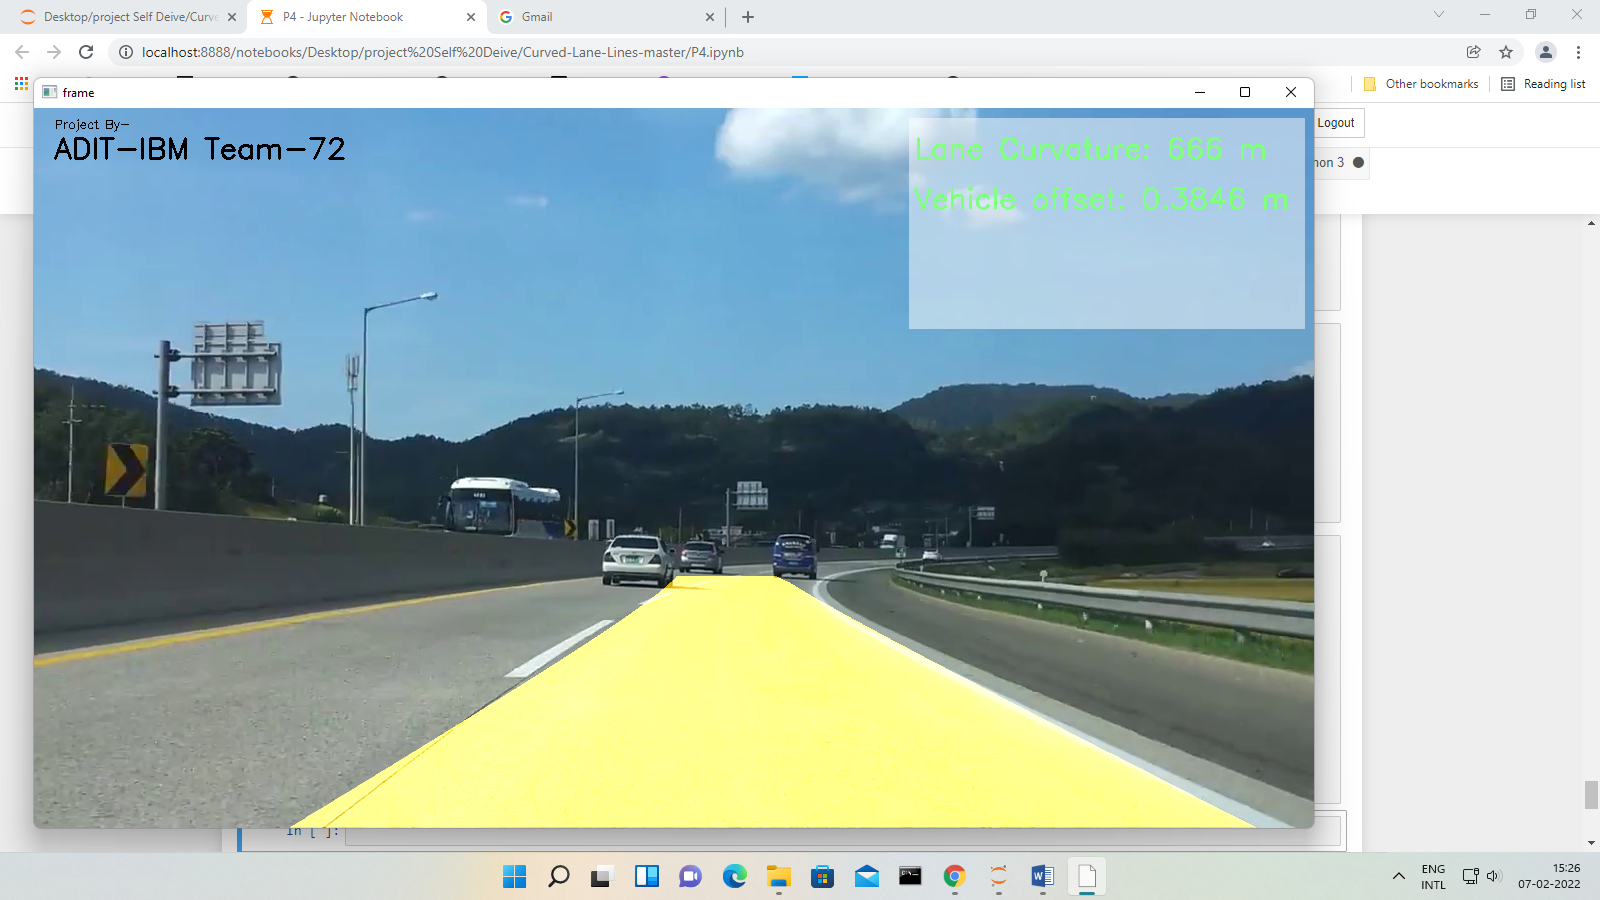 Desktop/project Self Deive/Curve
P4 - Jupyter Notebook
Gmail
localhost:8888/notebooks/Desktop/project%20Self%20Deive/Curved-Lane-Lines-master/P4.ipynb
Other bookmarks
Reading list
frame
Logout
hon 3
Project By-
ADIT-IBM Team-72
Lane Curvature: 666 m
Vehicle offset: 0.3846 m
In [ ]:
ENG
INTL
15:26
07-02-2022